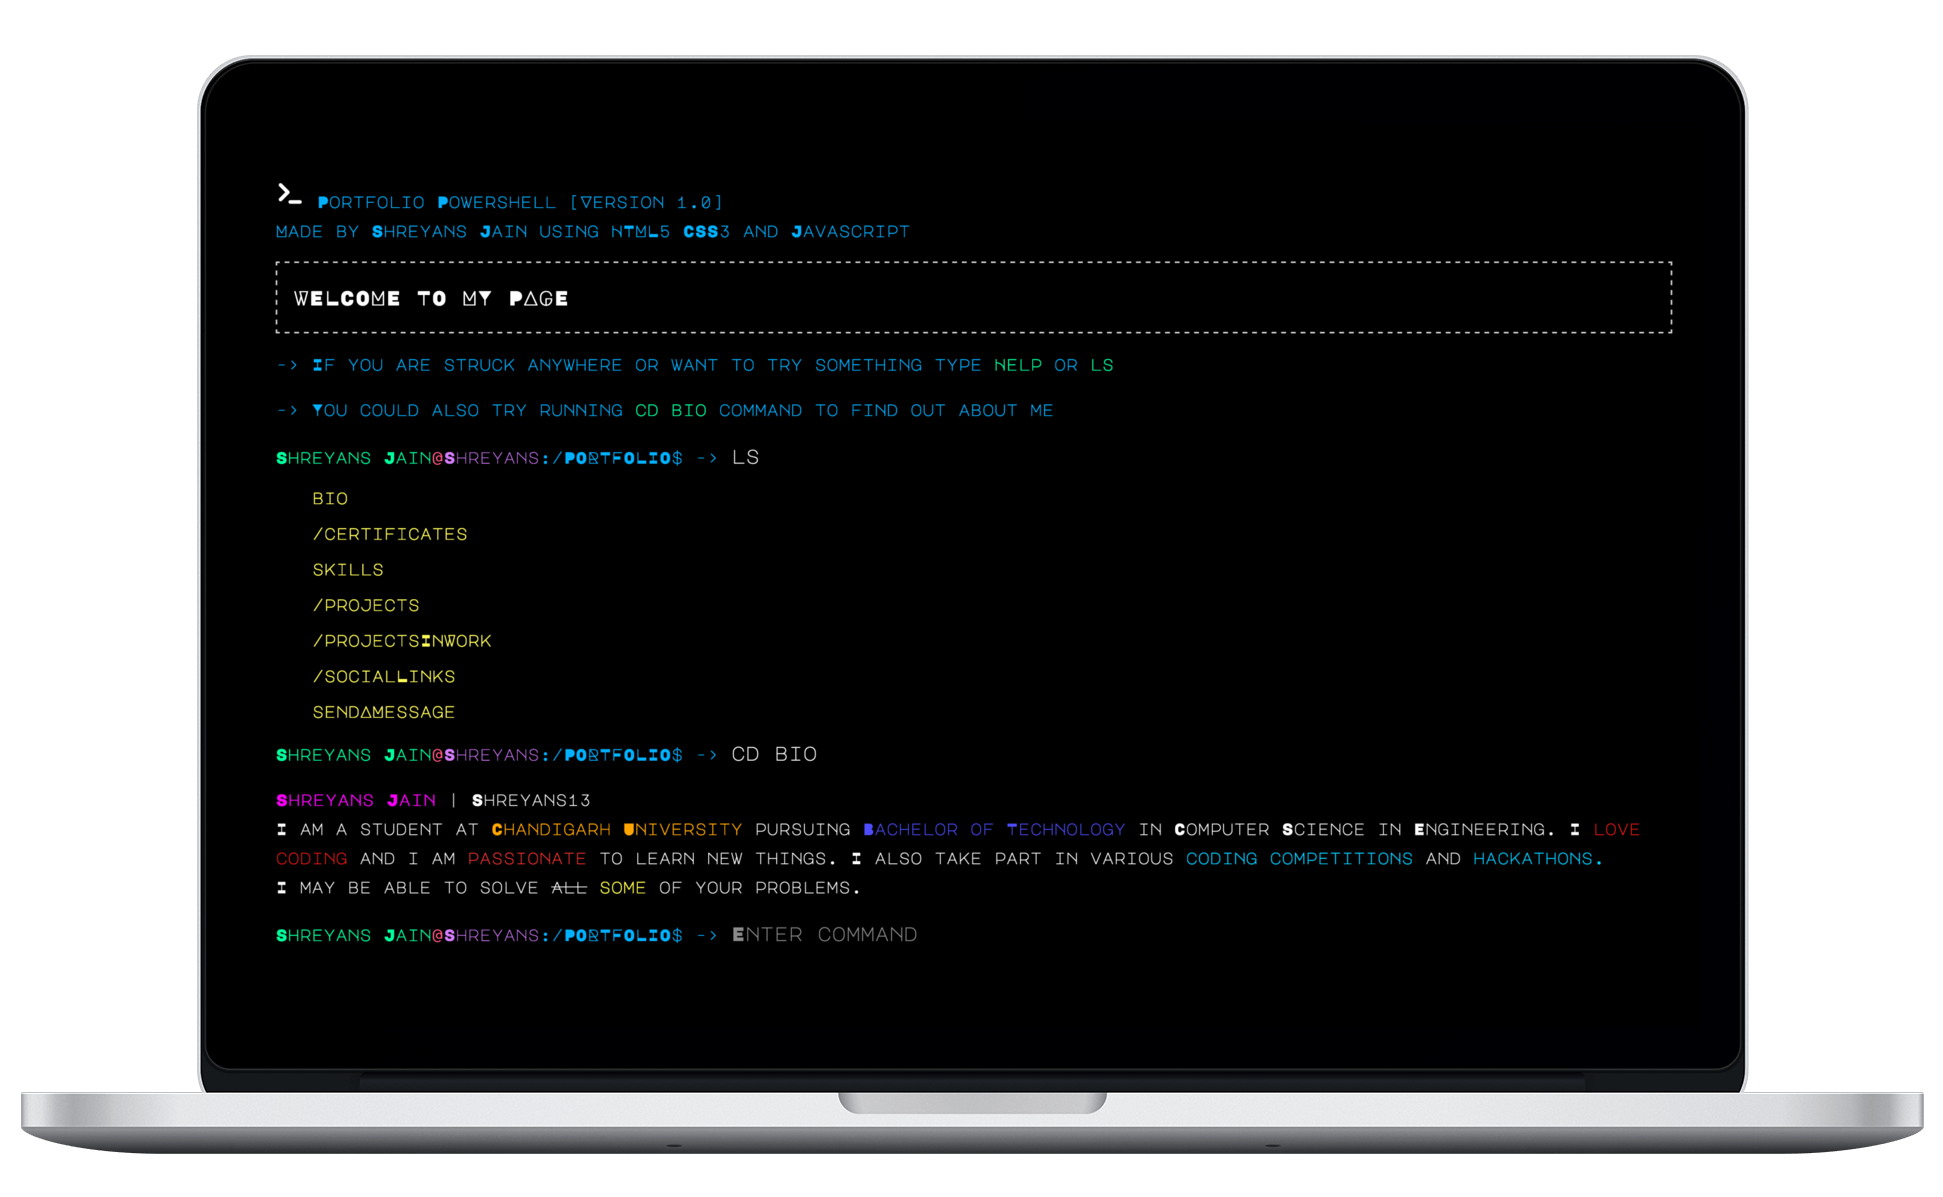 >_ Portfolio Powershell [Version 1.0]
made by Shreyans Jain using HTML5 CSS3 and Javascript
WELCOME TO MY PAGE
-> If you are struck anywhere or want to try something type help or ls
-> You could also try running cd bio command to find out about me
Shreyans Jain@Shreyans:/PORTFOLIO$ -> ls
bio
/certificates
skills
/projects
/projectsInWork
/socialLinks
sendAMessage
Shreyans Jain@Shreyans:/PORTFOLIO$ -> cd bio
Shreyans Jain | Shreyans13
I am a student at Chandigarh University pursuing Bachelor of Technology in Computer Science in Engineering. I love
coding and i am passionate to learn new things. I also take part in various coding competitions and hackathons.
I may be able to solve all some of your problems.
Shreyans Jain@Shreyans:/PORTFOLIO$ -> Enter command